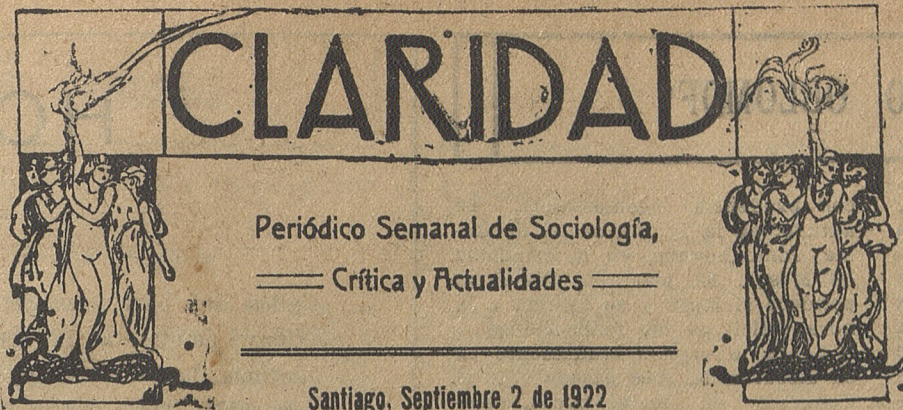 CLARIDAD
Periódico Semanal de Sociología,
Crítica y Actualidades
Santiago, Septiembre 2 de 1922